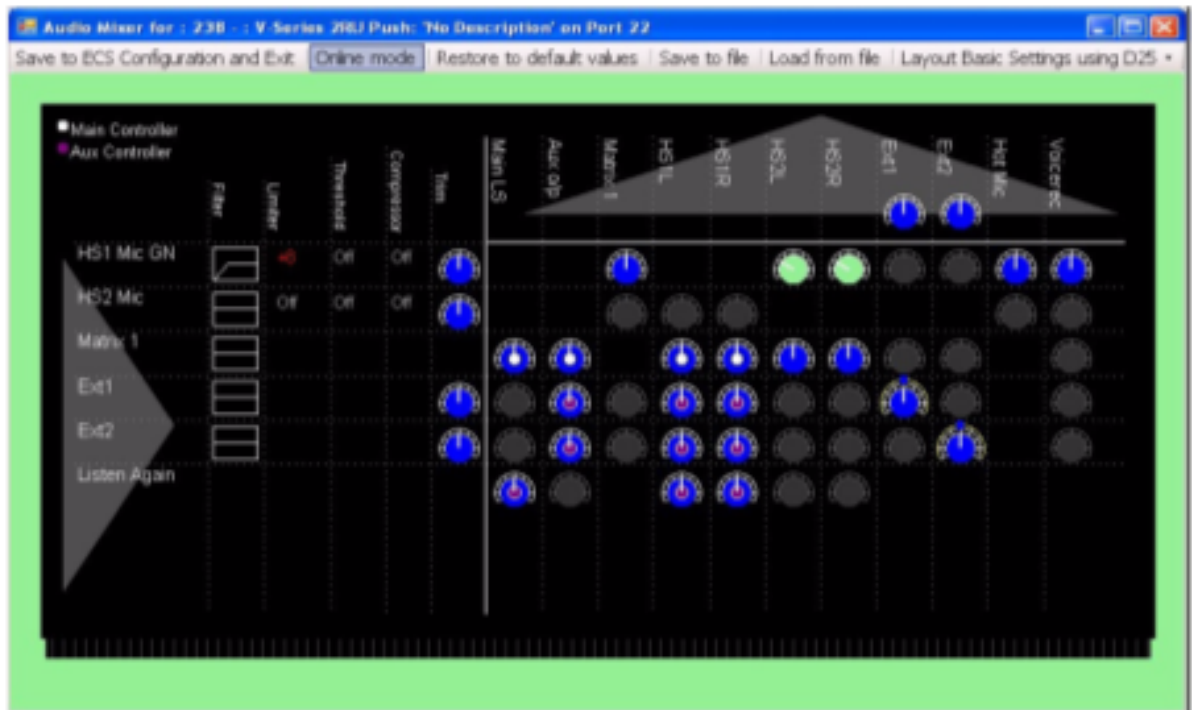 Audio Mixer for : 23B - : V-Series 2RU Push: 'No Description' on Port 22
Save to ECS Configuration and Exit Online mode Restore to default values Save to file Load from file Layout Basic Settings using D25
Main Controller
Aux Controller
Filter Limiter Threshold Compressor Trim Main LS Aux o/p Matrix 1 HS1L HS1R HS2L HS2R Ext1 Ext2 Hot Mic Voicerec
HS1 Mic GN Off Off
HS2 Mic Off Off Off
Matrix 1
Ext1
Ext2
Listen Again